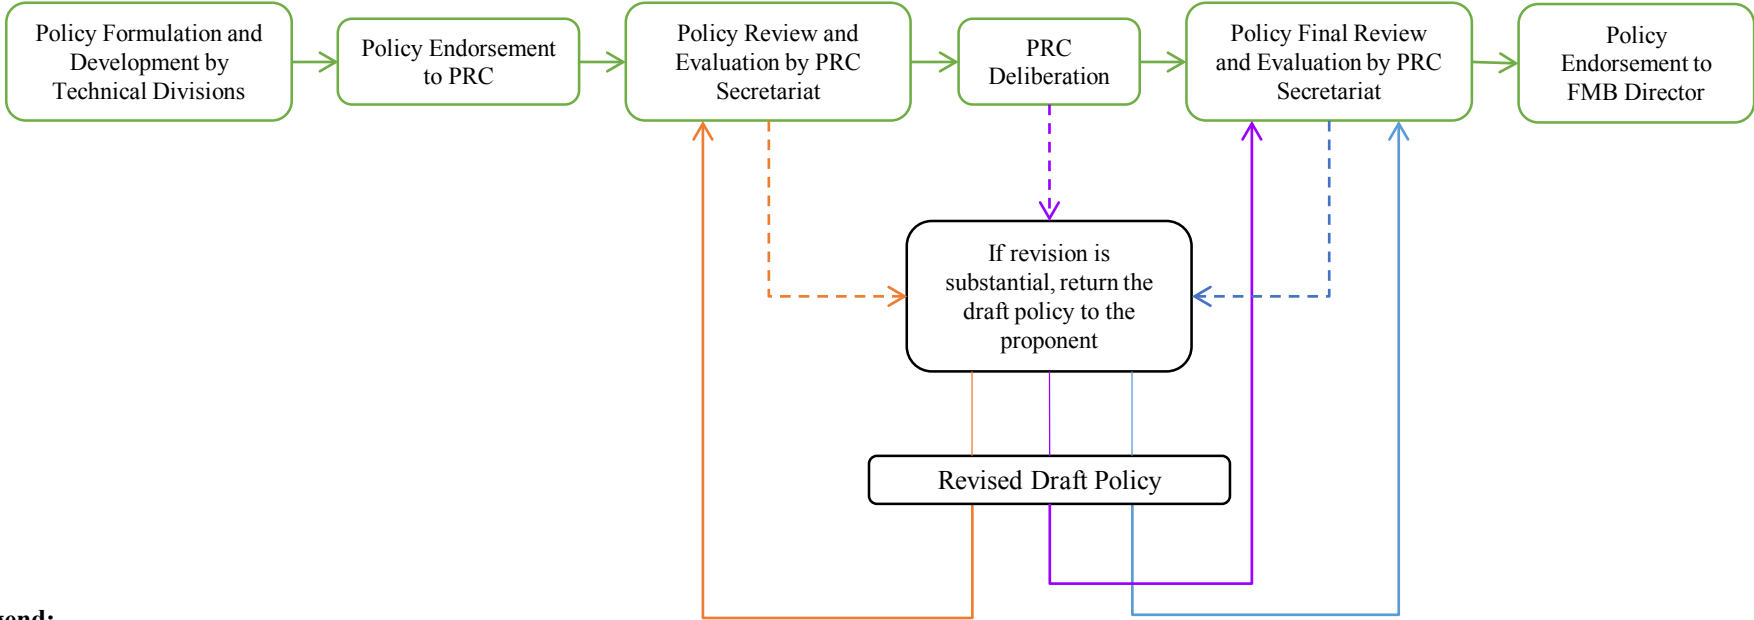 Policy Formulation and
Development by
Technical Divisions
Policy Endorsement
to PRC
Policy Review and
Evaluation by PRC
Secretariat
PRC
Deliberation
Policy Final Review
and Evaluation by PRC
Secretariat
Policy
Endorsement to
FMB Director
If revision is
substantial, return the
draft policy to the
proponent
Revised Draft Policy